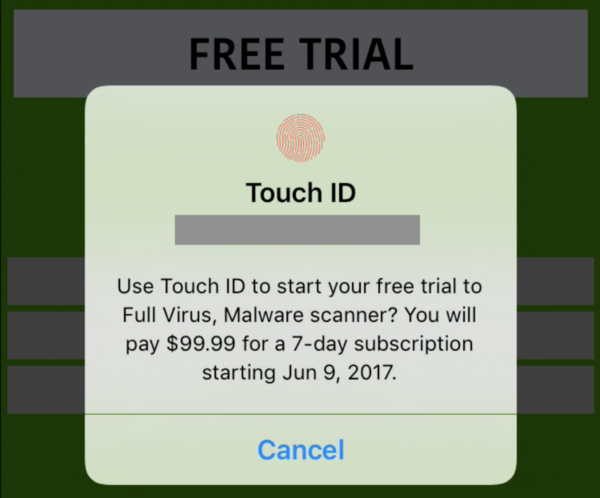 FREE TRIAL
Touch ID
Use Touch ID to start your free trial to
Full Virus, Malware scanner? You will
pay $99.99 for a 7-day subscription
starting Jun 9, 2017.
Cancel